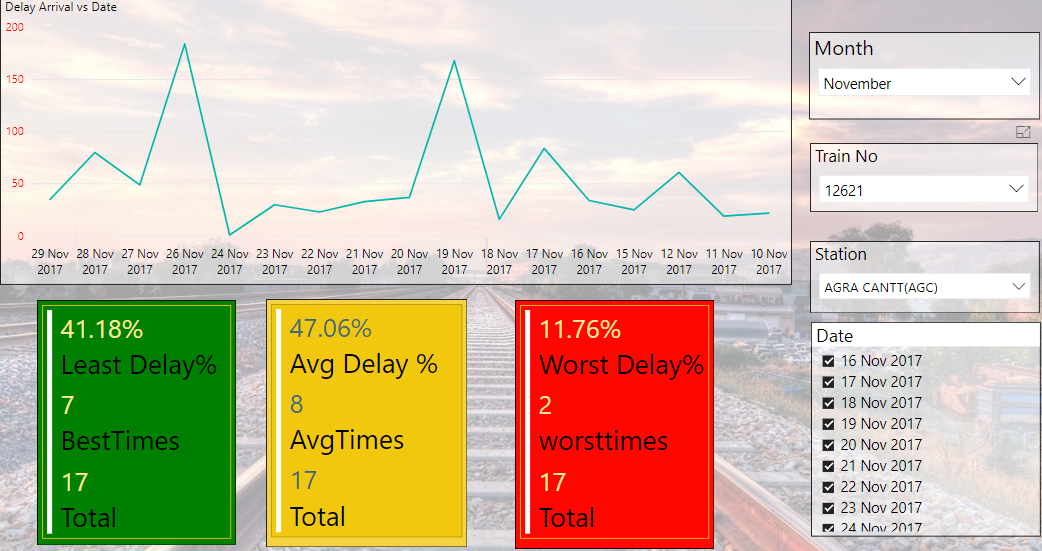 Delay Arrival vs Date
200
150
100
50
0
29 Nov 28 Nov 27 Nov 26 Nov 24 Nov 23 Nov 22 Nov 21 Nov 20 Nov 19 Nov 18 Nov 17 Nov 16 Nov 15 Nov 12 Nov 11 Nov 10 Nov
2017 2017 2017 2017 2017 2017 2017 2017 2017 2017 2017 2017 2017 2017 2017 2017 2017
Month
November
Train No
12621
Station
AGRA CANTT(AGC)
Date
16 Nov 2017
17 Nov 2017
18 Nov 2017
19 Nov 2017
20 Nov 2017
21 Nov 2017
22 Nov 2017
23 Nov 2017
24 Nov 2017
41.18%
Least Delay%
7
BestTimes
17
Total
47.06%
Avg Delay %
8
AvgTimes
17
Total
11.76%
Worst Delay%
2
worsttimes
17
Total